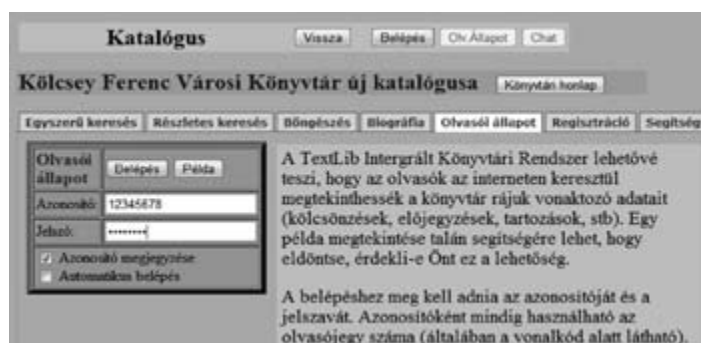 Katalógus Vissza Belépés Olv.Állapot Chat
Kölcsey Ferenc Városi Könyvtár új katalógusa Könyvtári honlap
Egyszerű keresés Részletes keresés Böngészés Biográfia Olvasói állapot Regisztráció Segítség
Olvasói állapot Belépés Példa
Azonosító: 12345678
Jelszó: ••••••••
Azonosító megjegyzése
Automatikus belépés
A TextLib Intergrált Könyvtári Rendszer lehetővé
teszi, hogy az olvasók az interneten keresztül
megtekinthessék a könyvtár rájuk vonaktozó adatait
(kölcsönzések, előjegyzések, tartozások, stb). Egy
példa megtekintése talán segítségére lehet, hogy
eldöntse, érdekli-e Önt ez a lehetőség.
A belépéshez meg kell adnia az azonosítóját és a
jelszavát. Azonosítóként mindig használható az
olvasójegy száma (általában a vonalkód alatt látható).